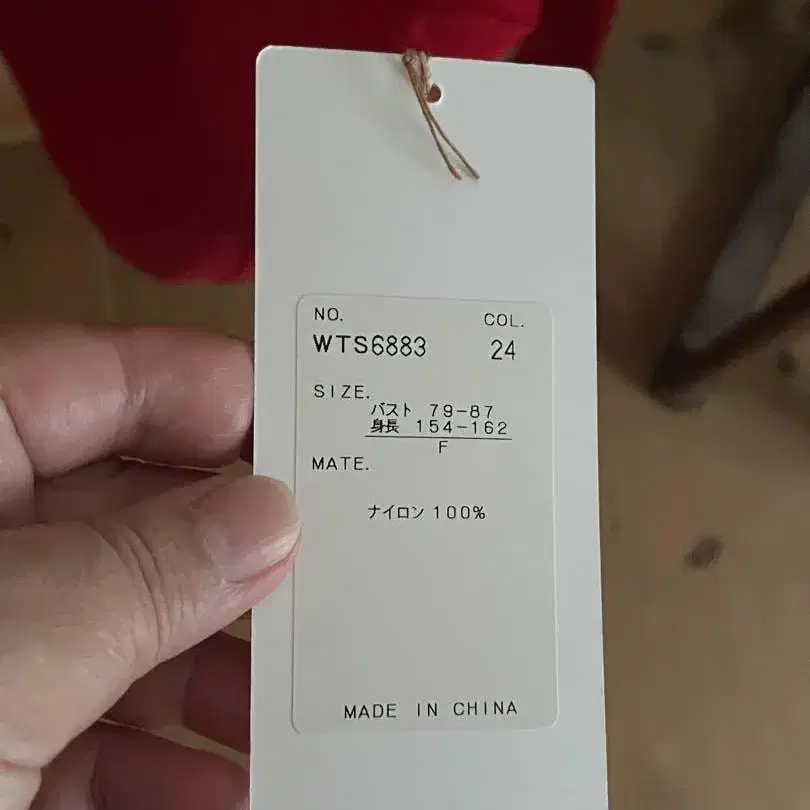 NO. COL.
WTS6883 24
SIZE.
バスト 79-87
身長 154-162
F
MATE.
ナイロン 100%
MADE IN CHINA